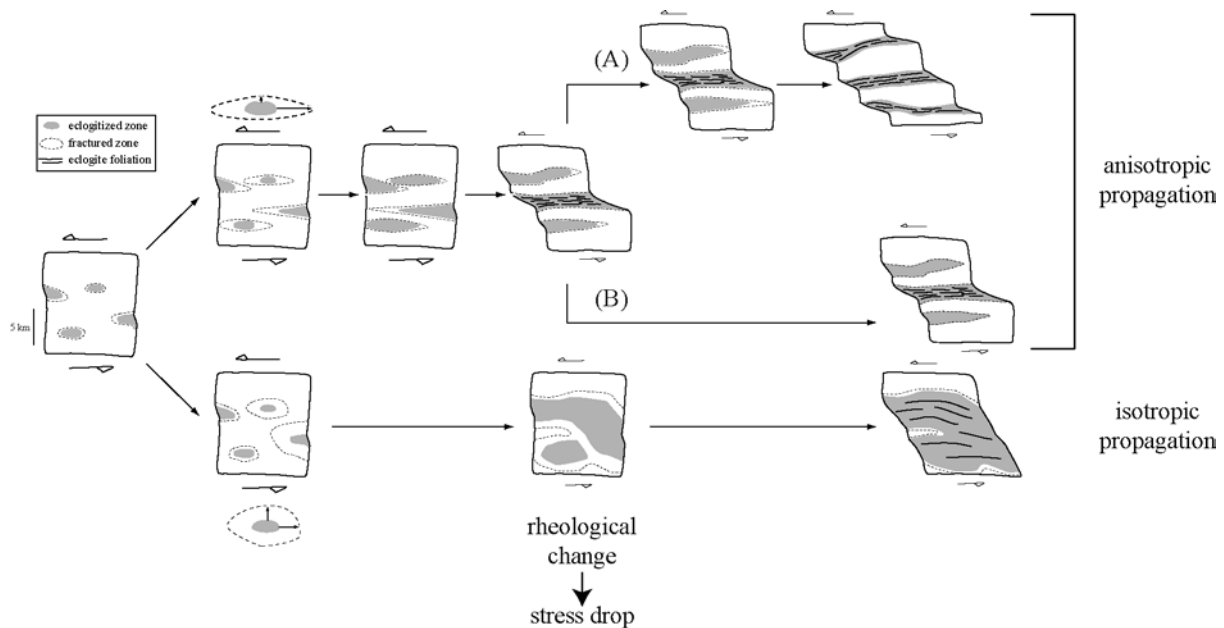 (A)
eclogitized zone
fractured zone
eclogite foliation
anisotropic
propagation
(B)
5 km
isotropic
propagation
rheological
change
stress drop